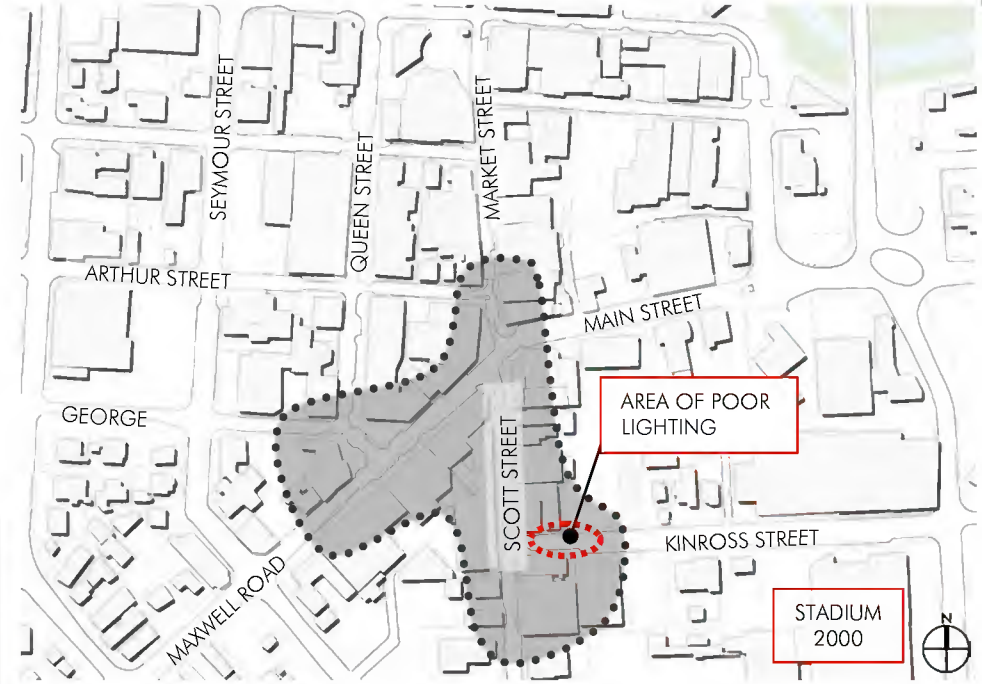 SEYMOUR STREET
QUEEN STREET
MARKET STREET
ARTHUR STREET
MAIN STREET
GEORGE
AREA OF POOR
LIGHTING
SCOTT STREET
KINROSS STREET
MAXWELL ROAD
STADIUM
2000
N